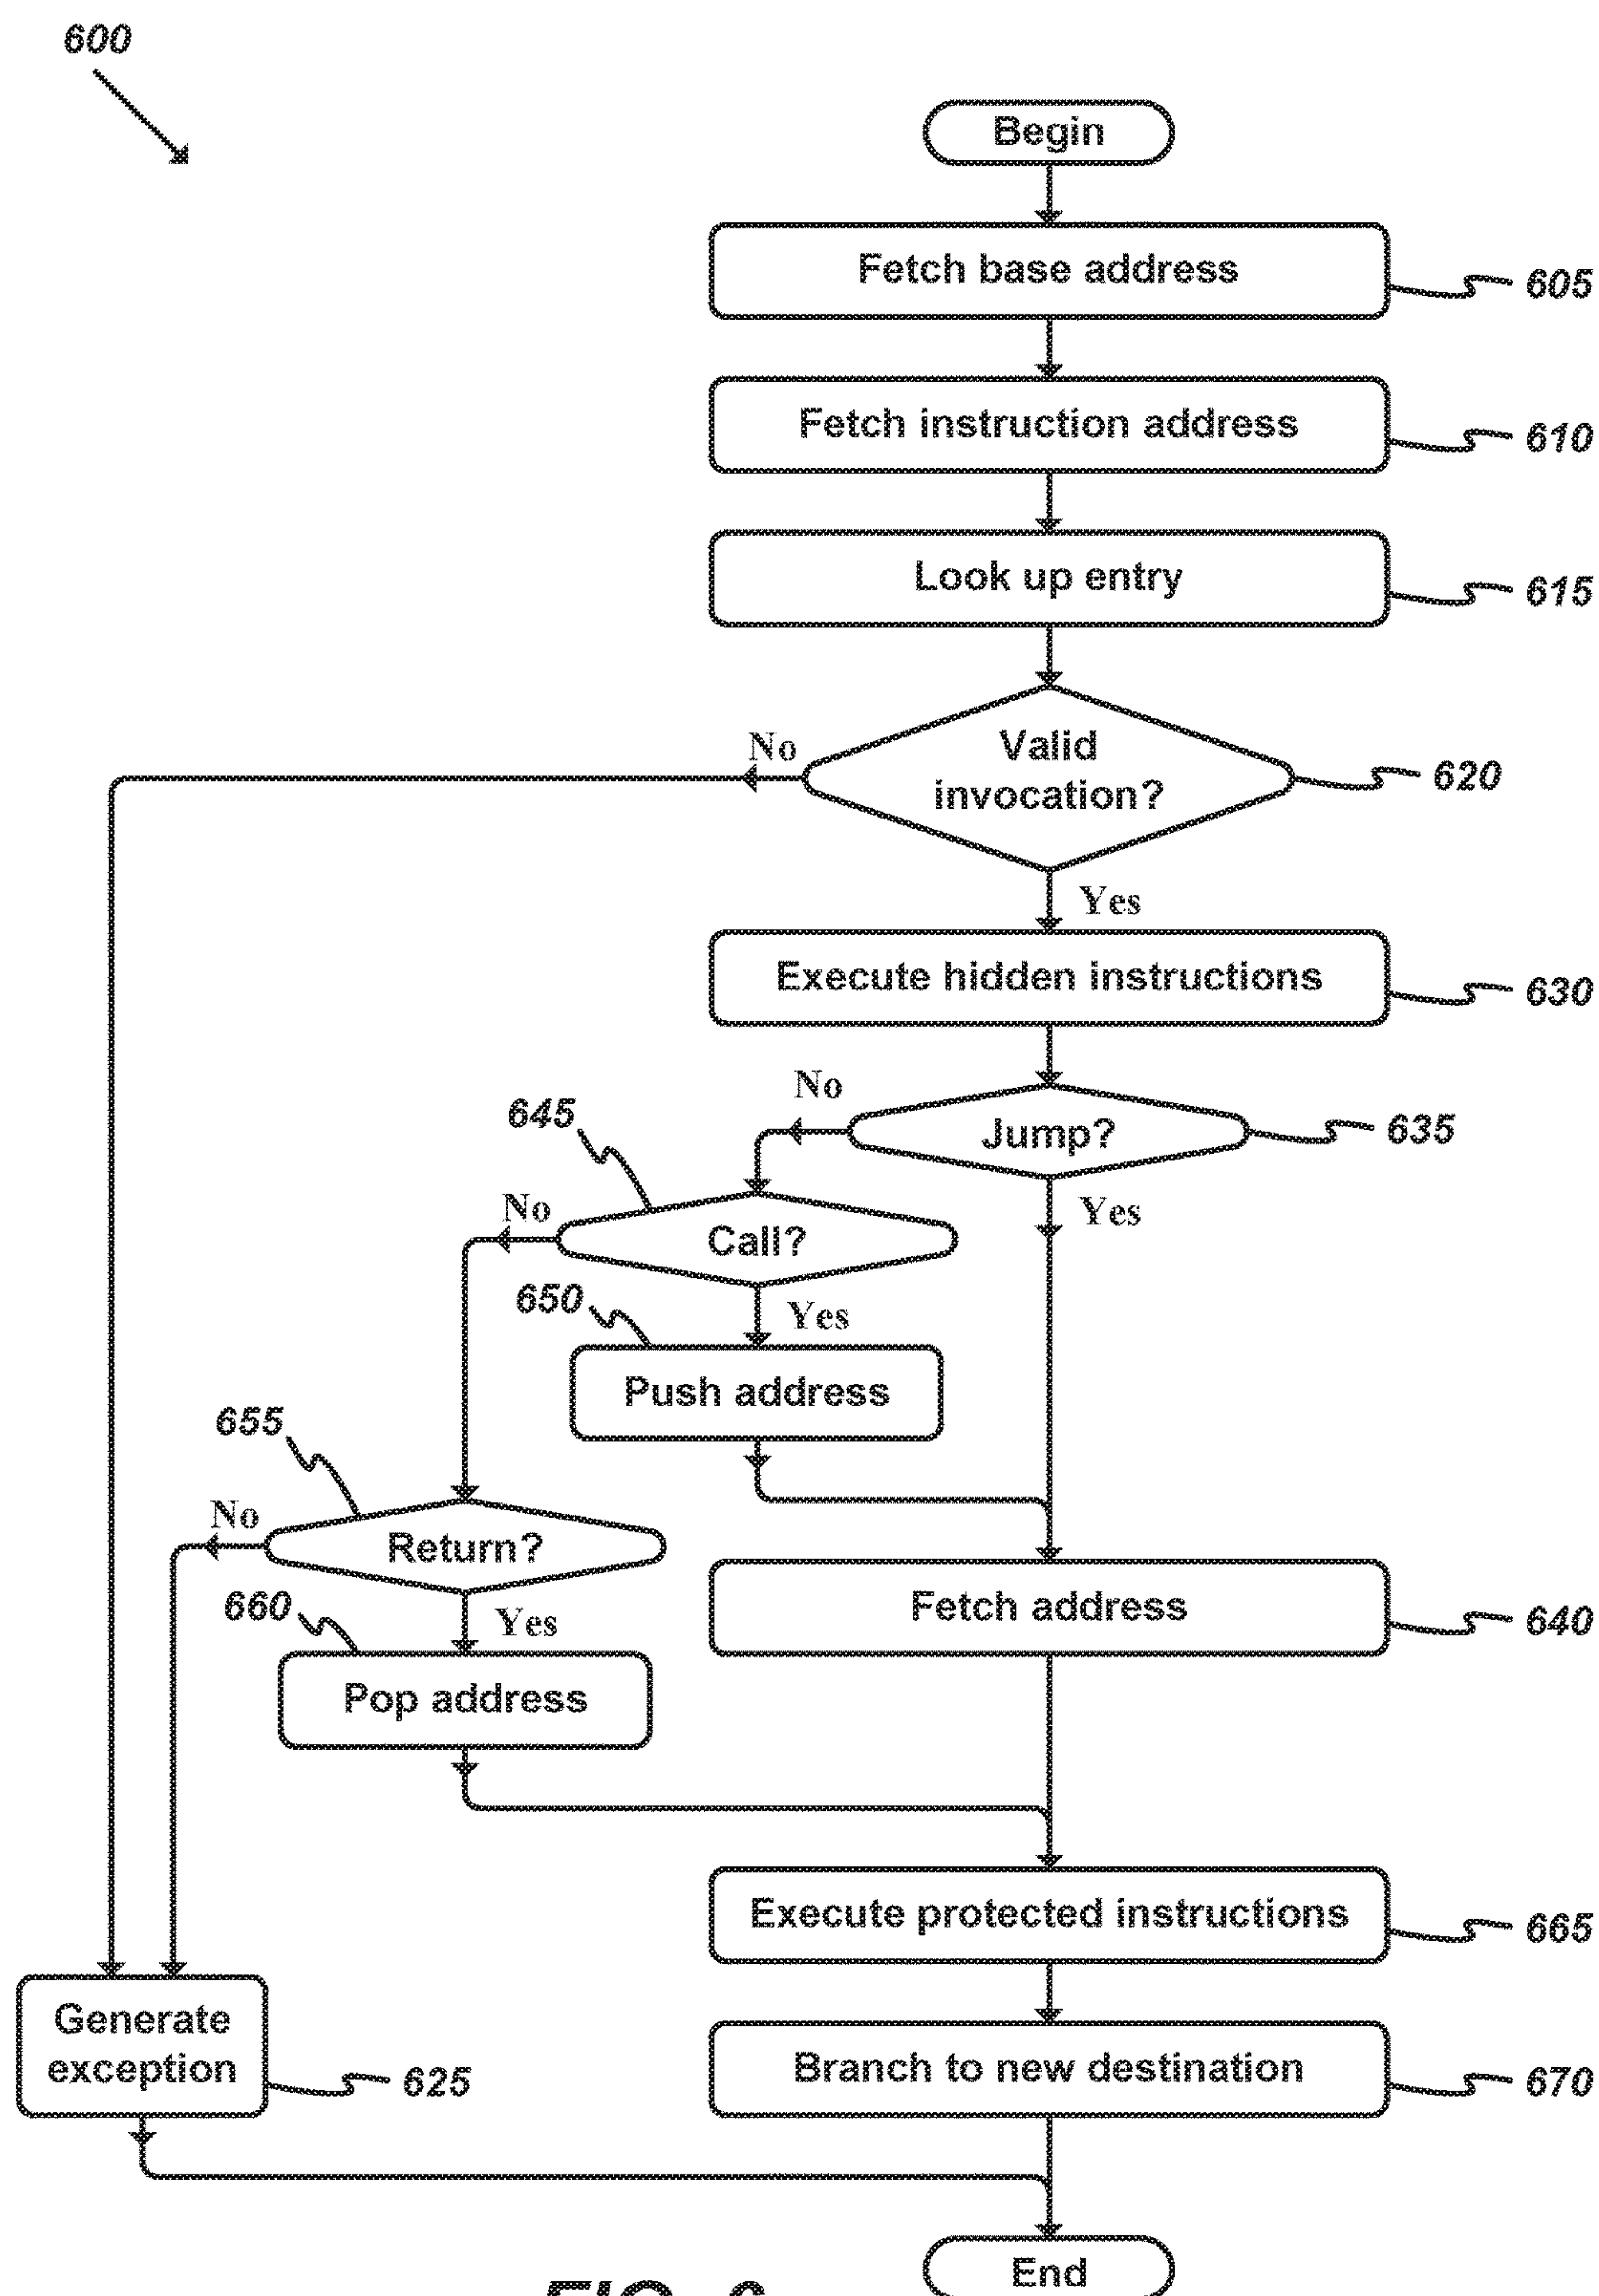 600
Begin
Fetch base address
605
Fetch instruction address
610
Look up entry
615
No
Valid
invocation?
620
Yes
Execute hidden instructions
630
No
645
Jump?
635
No
Yes
Call?
650
Yes
Push address
655
No
Return?
660
Yes
Fetch address
640
Pop address
Execute protected instructions
665
Generate
exception
625
Branch to new destination
670
End
FIG. 6